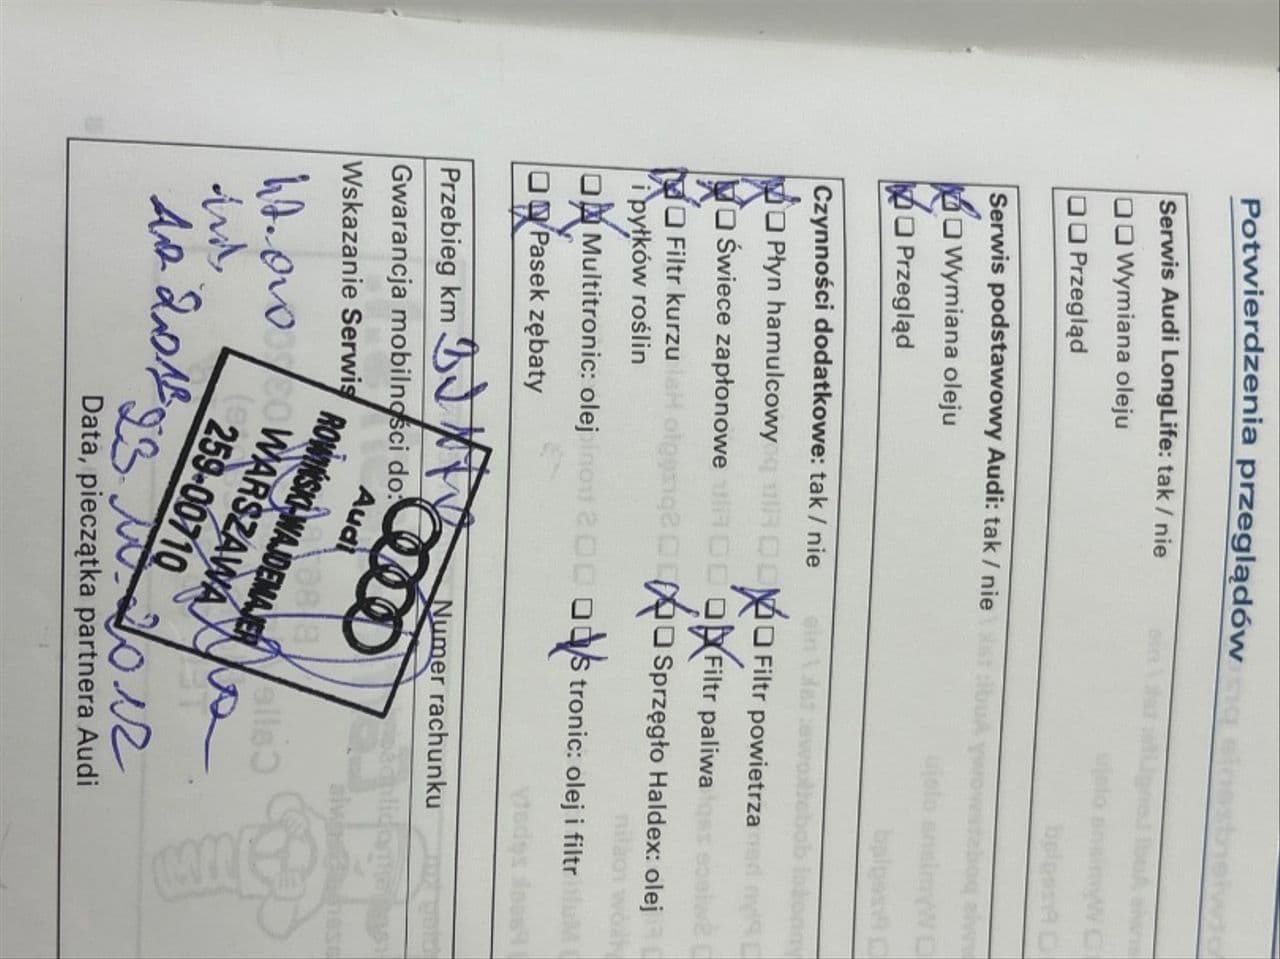 Potwierdzenia przeglądów
Serwis Audi LongLife: tak / nie
Wymiana oleju
Przegląd
Serwis podstawowy Audi: tak / nie
Wymiana oleju
Przegląd
Czynności dodatkowe: tak / nie
Płyn hamulcowy Filtr powietrza
Świece zapłonowe Filtr paliwa
Filtr kurzu Sprzęgło Haldex: olej
i pyłków roślin
Multitronic: olej S tronic: olej i filtr
Pasek zębaty
Przebieg km Numer rachunku
Gwarancja mobilności do:
Wskazanie Serwis
Audi
WARSZAWA
259-00710
2012
Data, pieczątka partnera Audi